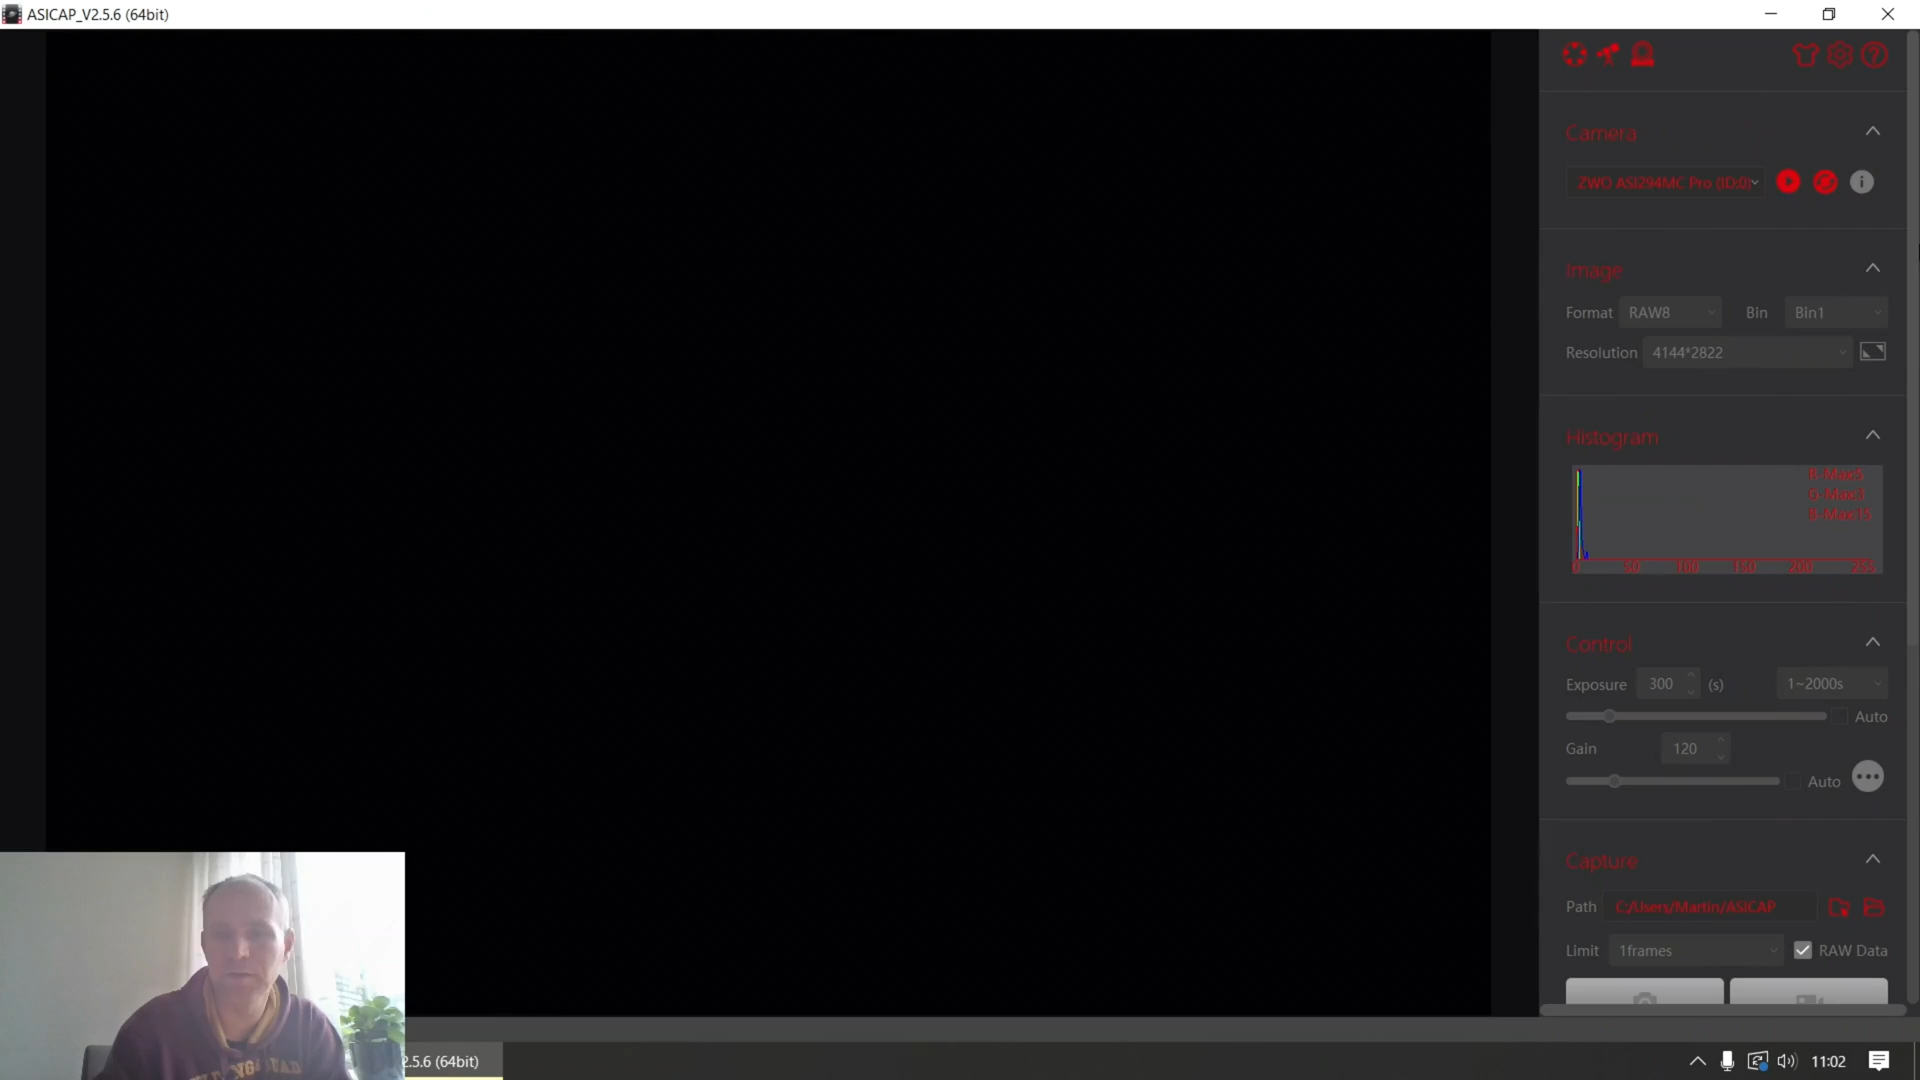 ASICAP_V2.5.6 (64bit)
Camera
ZWO ASI294MC Pro (ID:0)
Image
Format RAW8 Bin Bin1
Resolution 4144*2822
Histogram
R-Max:5
G-Max:3
B-Max:15
0 50 100 150 200 255
Control
Exposure 300 (s) 1~2000s
Auto
Gain 120
Auto
Capture
Path C:/Users/Martin/ASICAP
Limit 1frames RAW Data
2.5.6 (64bit)
11:02